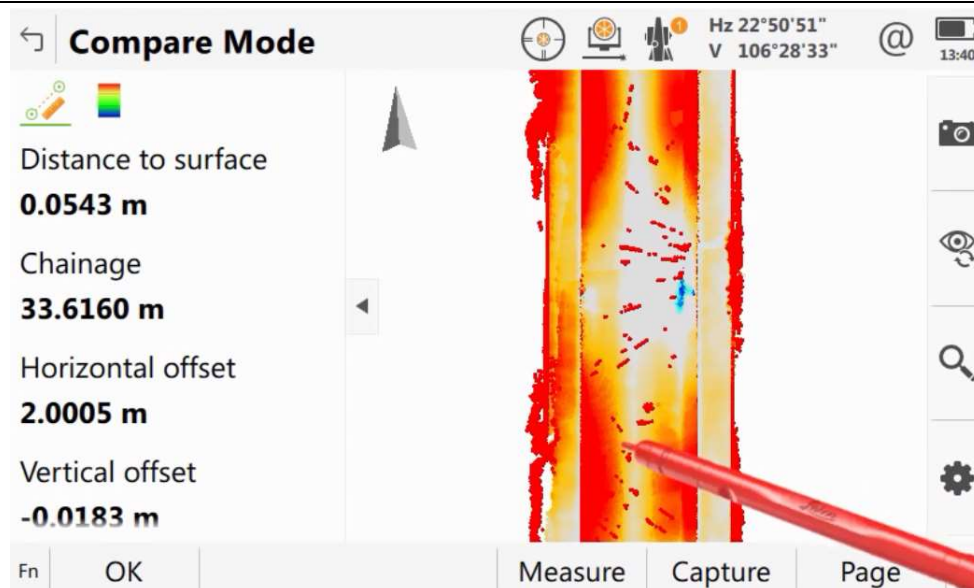 Compare Mode
1
Hz 22°50'51"
V 106°28'33"
@
13:40
Distance to surface
0.0543 m
Chainage
33.6160 m
Horizontal offset
2.0005 m
Vertical offset
-0.0183 m
Fn OK Measure Capture Page